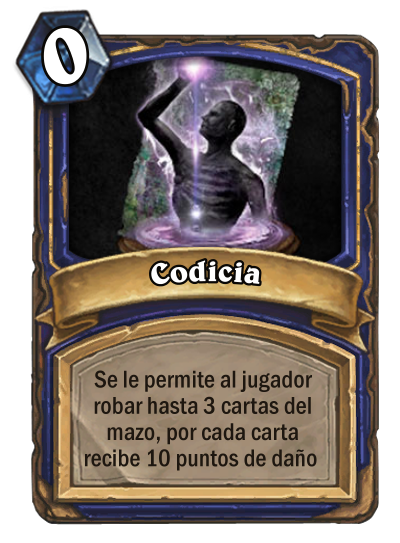 0
Codicia
Se le permite al jugador
robar hasta 3 cartas del
mazo, por cada carta
recibe 10 puntos de daño